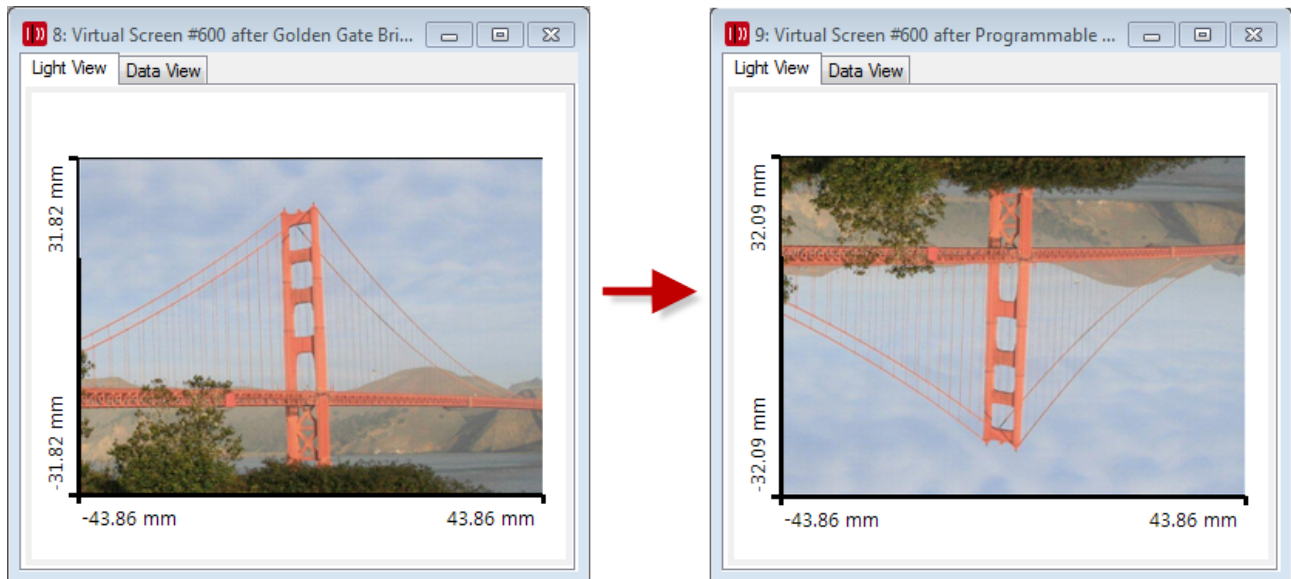 8: Virtual Screen #600 after Golden Gate Bri...
Light View
Data View
31.82 mm
-31.82 mm
-43.86 mm
43.86 mm
9: Virtual Screen #600 after Programmable ...
Light View
Data View
32.09 mm
-32.09 mm
-43.86 mm
43.86 mm